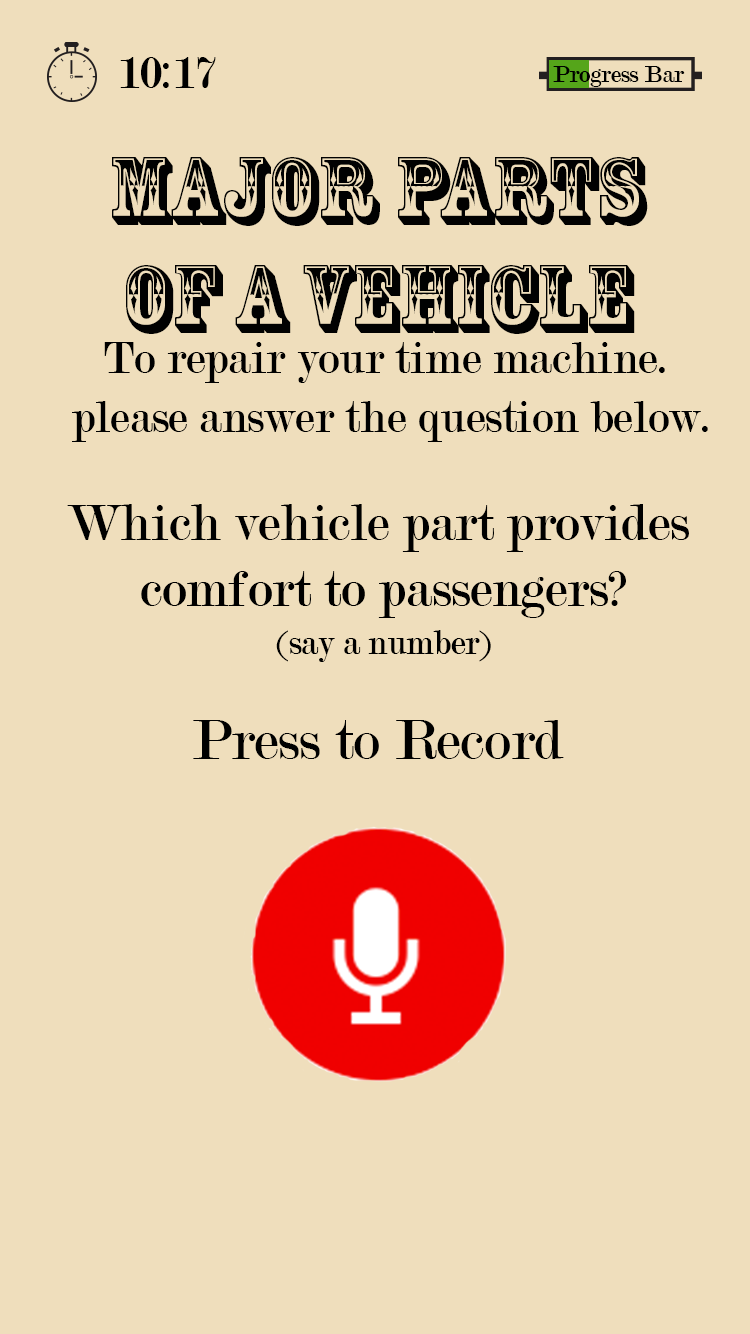 10:17
Progress Bar
MAJOR PARTS
OF A VEHICLE
To repair your time machine.
please answer the question below.
Which vehicle part provides
comfort to passengers?
(say a number)
Press to Record